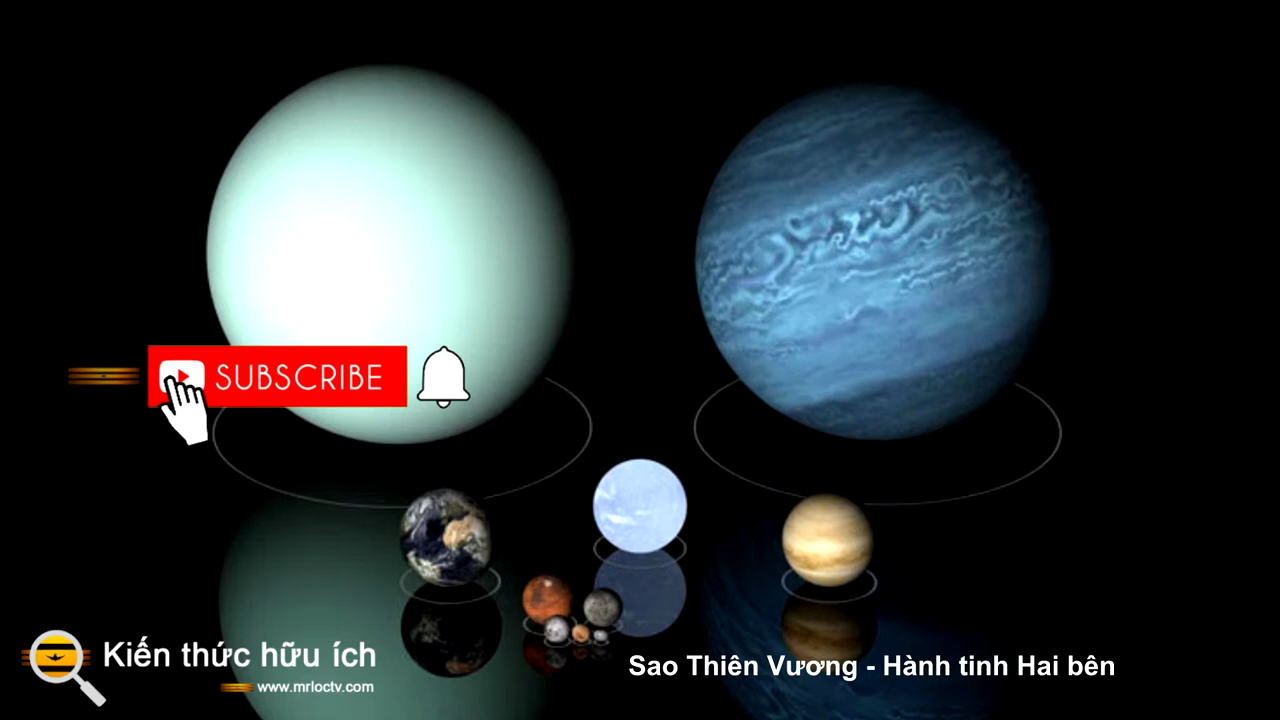 SUBSCRIBE
Kiến thức hữu ích
www.mrloctv.com
Sao Thiên Vương - Hành tinh Hai bên